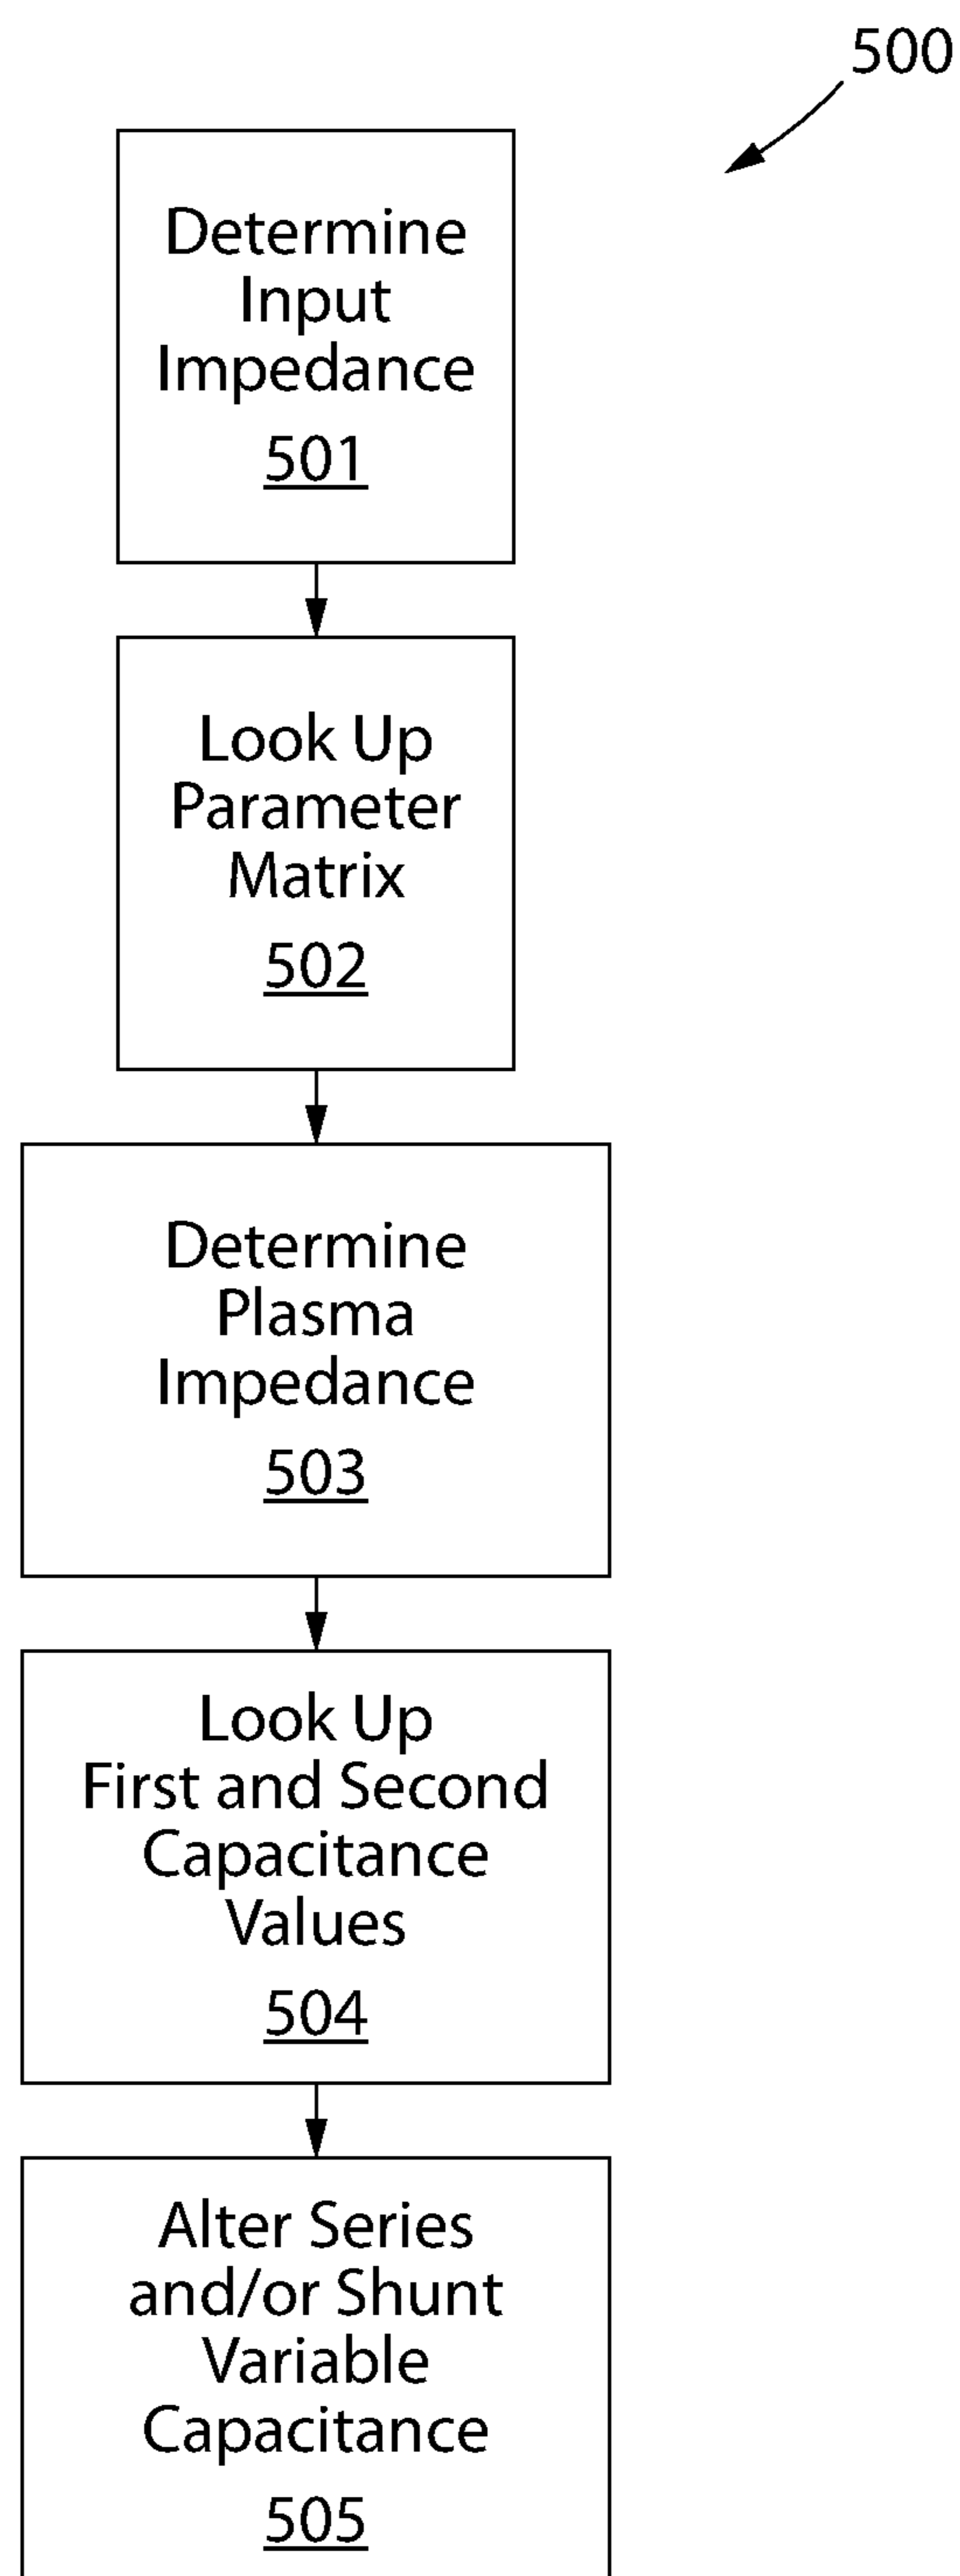 500
Determine
Input
Impedance
501
Look Up
Parameter
Matrix
502
Determine
Plasma
Impedance
503
Look Up
First and Second
Capacitance
Values
504
Alter Series
and/or Shunt
Variable
Capacitance
505